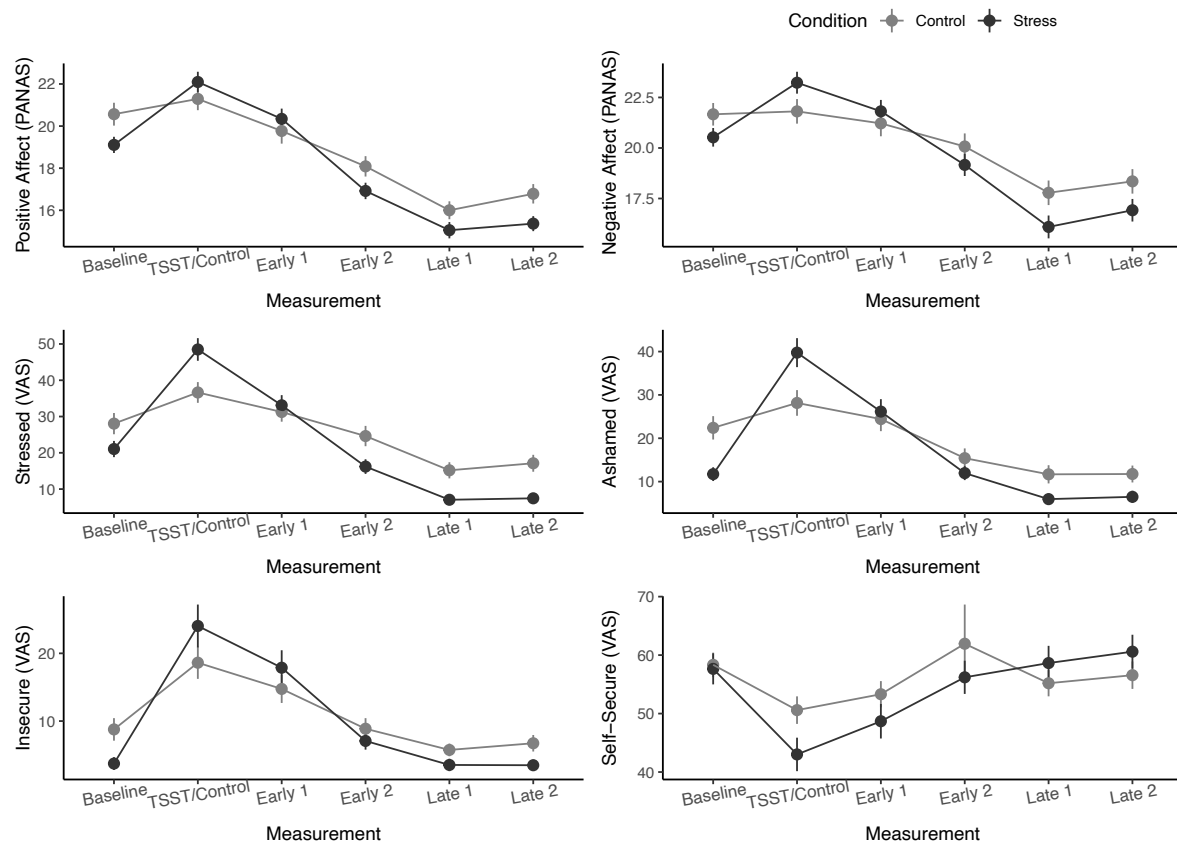 Condition Control Stress
Positive Affect (PANAS)
22
20
18
16
Baseline TSST/Control Early 1 Early 2 Late 1 Late 2
Measurement
Negative Affect (PANAS)
22.5
20.0
17.5
Baseline TSST/Control Early 1 Early 2 Late 1 Late 2
Measurement
Stressed (VAS)
50
40
30
20
10
Baseline TSST/Control Early 1 Early 2 Late 1 Late 2
Measurement
Ashamed (VAS)
40
30
20
10
Baseline TSST/Control Early 1 Early 2 Late 1 Late 2
Measurement
Insecure (VAS)
20
10
Baseline TSST/Control Early 1 Early 2 Late 1 Late 2
Measurement
Self−Secure (VAS)
70
60
50
40
Baseline TSST/Control Early 1 Early 2 Late 1 Late 2
Measurement